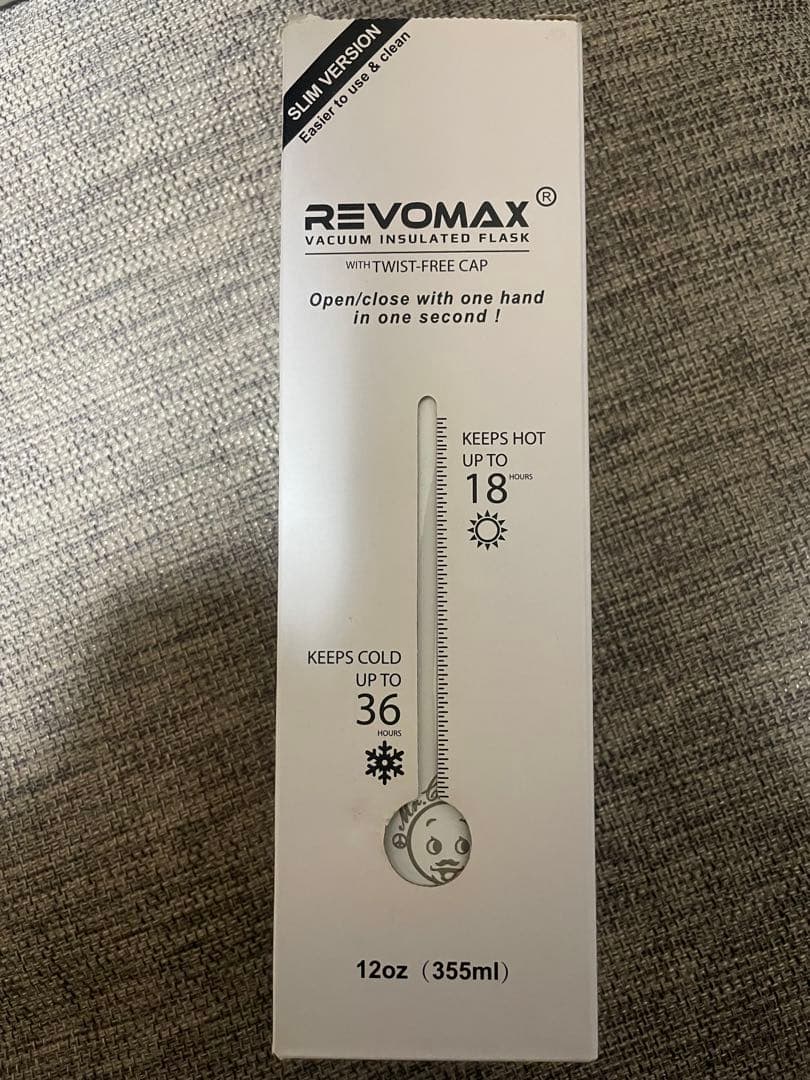 SLIM VERSION
Easier to use & clean
REVOMAX®
VACUUM INSULATED FLASK
WITH TWIST-FREE CAP
Open/close with one hand
in one second !
KEEPS HOT
UP TO
18 HOURS
KEEPS COLD
UP TO
36
HOURS
Mr.
12oz（355ml）